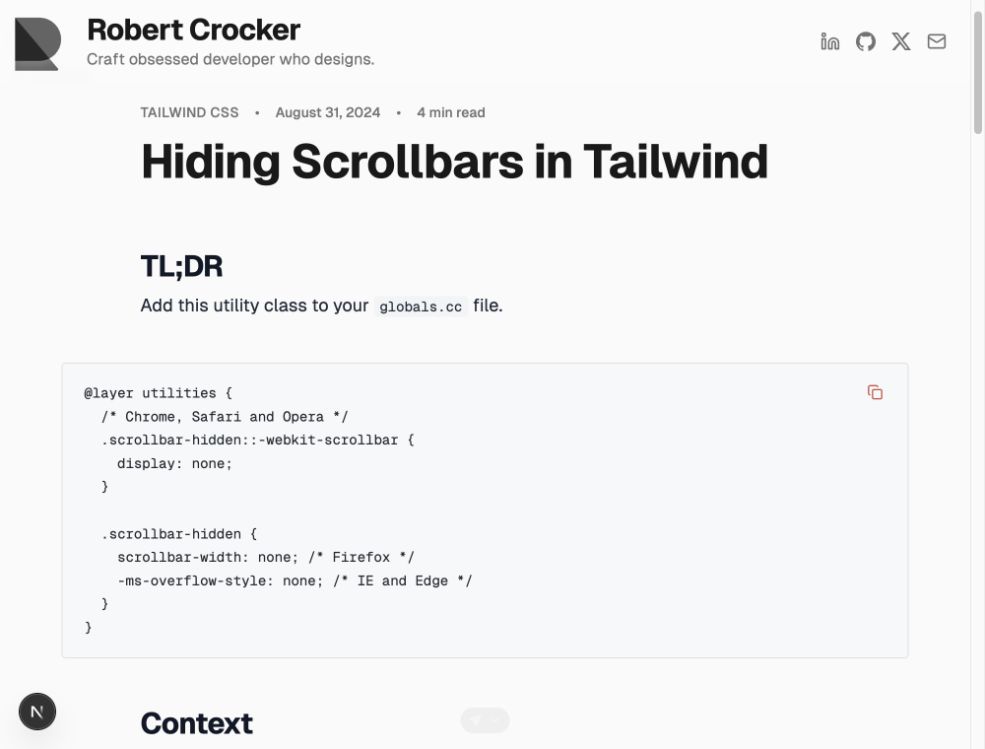 Robert Crocker
Craft obsessed developer who designs.
TAILWIND CSS • August 31, 2024 • 4 min read
Hiding Scrollbars in Tailwind
TL;DR
Add this utility class to your globals.cc file.
@layer utilities {
  /* Chrome, Safari and Opera */
  .scrollbar-hidden::-webkit-scrollbar {
    display: none;
  }

  .scrollbar-hidden {
    scrollbar-width: none; /* Firefox */
    -ms-overflow-style: none; /* IE and Edge */
  }
}
N
Context